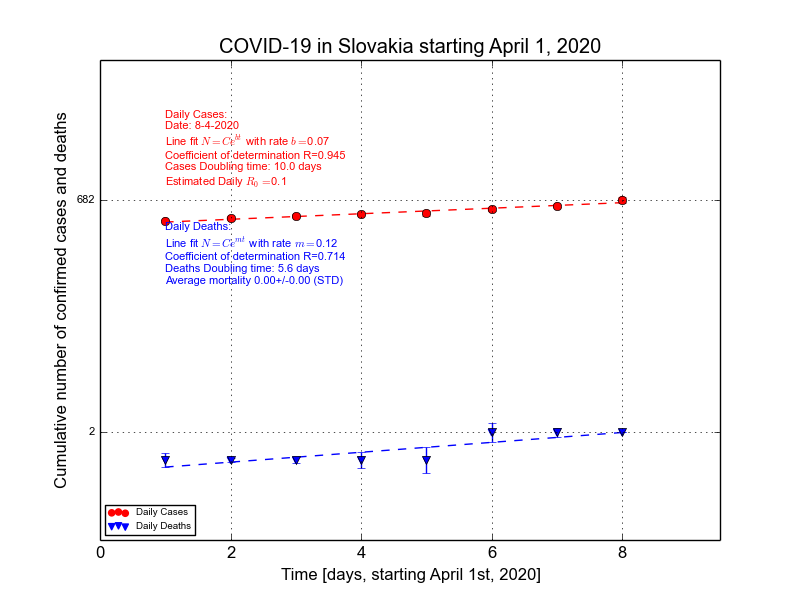 COVID-19 in Slovakia starting April 1, 2020
Cumulative number of confirmed cases and deaths
682
2
Daily Cases:
Date: 8-4-2020
Line fit N = Ce^{bt} with rate b =0.07
Coefficient of determination R=0.945
Cases Doubling time: 10.0 days
Estimated Daily R_0 =0.1
Daily Deaths:
Line fit N = Ce^{mt} with rate m =0.12
Coefficient of determination R=0.714
Deaths Doubling time: 5.6 days
Average mortality 0.00+/-0.00 (STD)
Daily Cases
Daily Deaths
0 2 4 6 8
Time [days, starting April 1st, 2020]